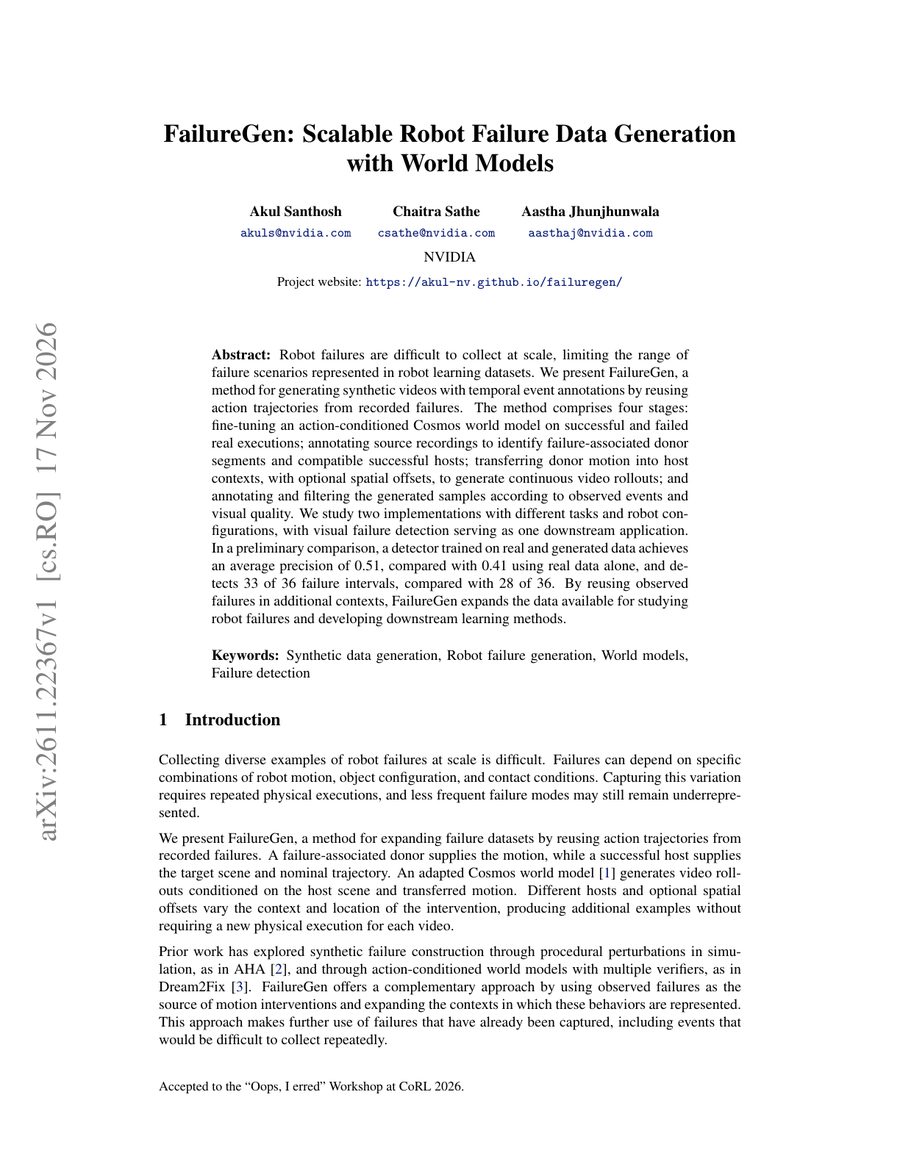 FailureGen: Scalable Robot Failure Data Generation
with World Models
Akul Santhosh Chaitra Sathe Aastha Jhunjhunwala
akuls@nvidia.com csathe@nvidia.com aasthaj@nvidia.com
NVIDIA
Project website: https://akul-nv.github.io/failuregen/
arXiv:2611.22367v1 [cs.RO] 17 Nov 2026
Abstract: Robot failures are difficult to collect at scale, limiting the range of
failure scenarios represented in robot learning datasets. We present FailureGen, a
method for generating synthetic videos with temporal event annotations by reusing
action trajectories from recorded failures. The method comprises four stages:
fine-tuning an action-conditioned Cosmos world model on successful and failed
real executions; annotating source recordings to identify failure-associated donor
segments and compatible successful hosts; transferring donor motion into host
contexts, with optional spatial offsets, to generate continuous video rollouts; and
annotating and filtering the generated samples according to observed events and
visual quality. We study two implementations with different tasks and robot con-
figurations, with visual failure detection serving as one downstream application.
In a preliminary comparison, a detector trained on real and generated data achieves
an average precision of 0.51, compared with 0.41 using real data alone, and de-
tects 33 of 36 failure intervals, compared with 28 of 36. By reusing observed
failures in additional contexts, FailureGen expands the data available for studying
robot failures and developing downstream learning methods.
Keywords: Synthetic data generation, Robot failure generation, World models,
Failure detection
1 Introduction
Collecting diverse examples of robot failures at scale is difficult. Failures can depend on specific
combinations of robot motion, object configuration, and contact conditions. Capturing this variation
requires repeated physical executions, and less frequent failure modes may still remain underrepre-
sented.
We present FailureGen, a method for expanding failure datasets by reusing action trajectories from
recorded failures. A failure-associated donor supplies the motion, while a successful host supplies
the target scene and nominal trajectory. An adapted Cosmos world model [1] generates video roll-
outs conditioned on the host scene and transferred motion. Different hosts and optional spatial
offsets vary the context and location of the intervention, producing additional examples without
requiring a new physical execution for each video.
Prior work has explored synthetic failure construction through procedural perturbations in simu-
lation, as in AHA [2], and through action-conditioned world models with multiple verifiers, as in
Dream2Fix [3]. FailureGen offers a complementary approach by using observed failures as the
source of motion interventions and expanding the contexts in which these behaviors are represented.
This approach makes further use of failures that have already been captured, including events that
would be difficult to collect repeatedly.
Accepted to the “Oops, I erred” Workshop at CoRL 2026.